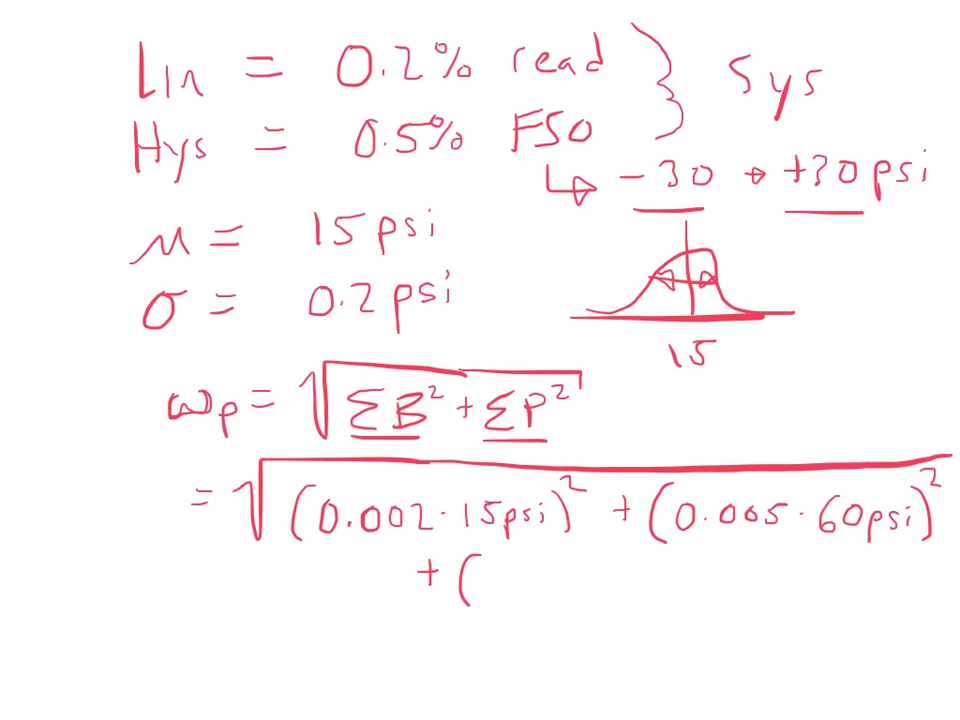 Lin = 0.2% read } Sys
Hys = 0.5% FSO
↳ -30 → +30 psi
μ = 15 psi
σ = 0.2 psi
15
ω_p = √(ΣB² + ΣP²)
= √((0.002 · 15psi)² + (0.005 · 60psi)²
+ (